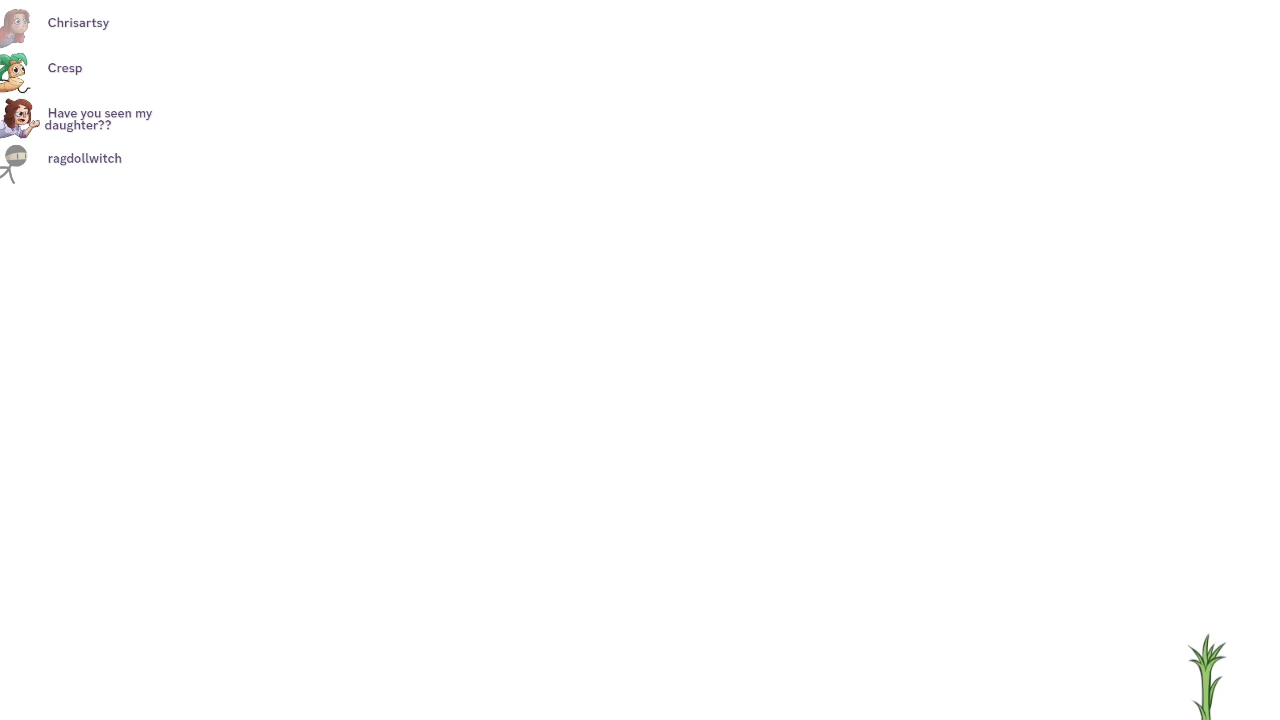 Chrisartsy
Cresp
Have you seen my
daughter??
ragdollwitch